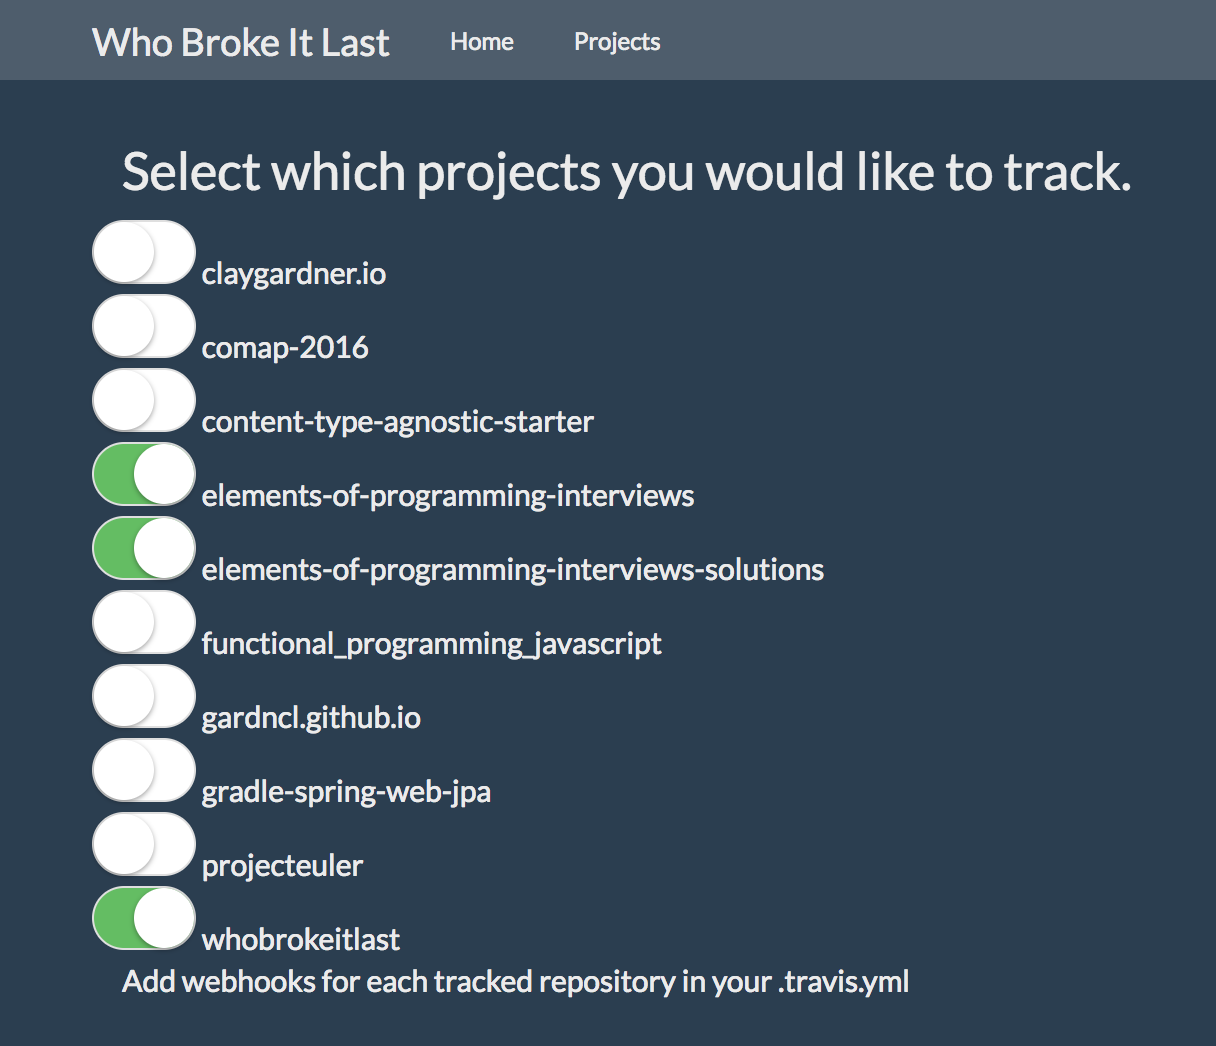 Who Broke It Last Home Projects
Select which projects you would like to track.
claygardner.io
comap-2016
content-type-agnostic-starter
elements-of-programming-interviews
elements-of-programming-interviews-solutions
functional_programming_javascript
gardncl.github.io
gradle-spring-web-jpa
projecteuler
whobrokeitlast
Add webhooks for each tracked repository in your .travis.yml